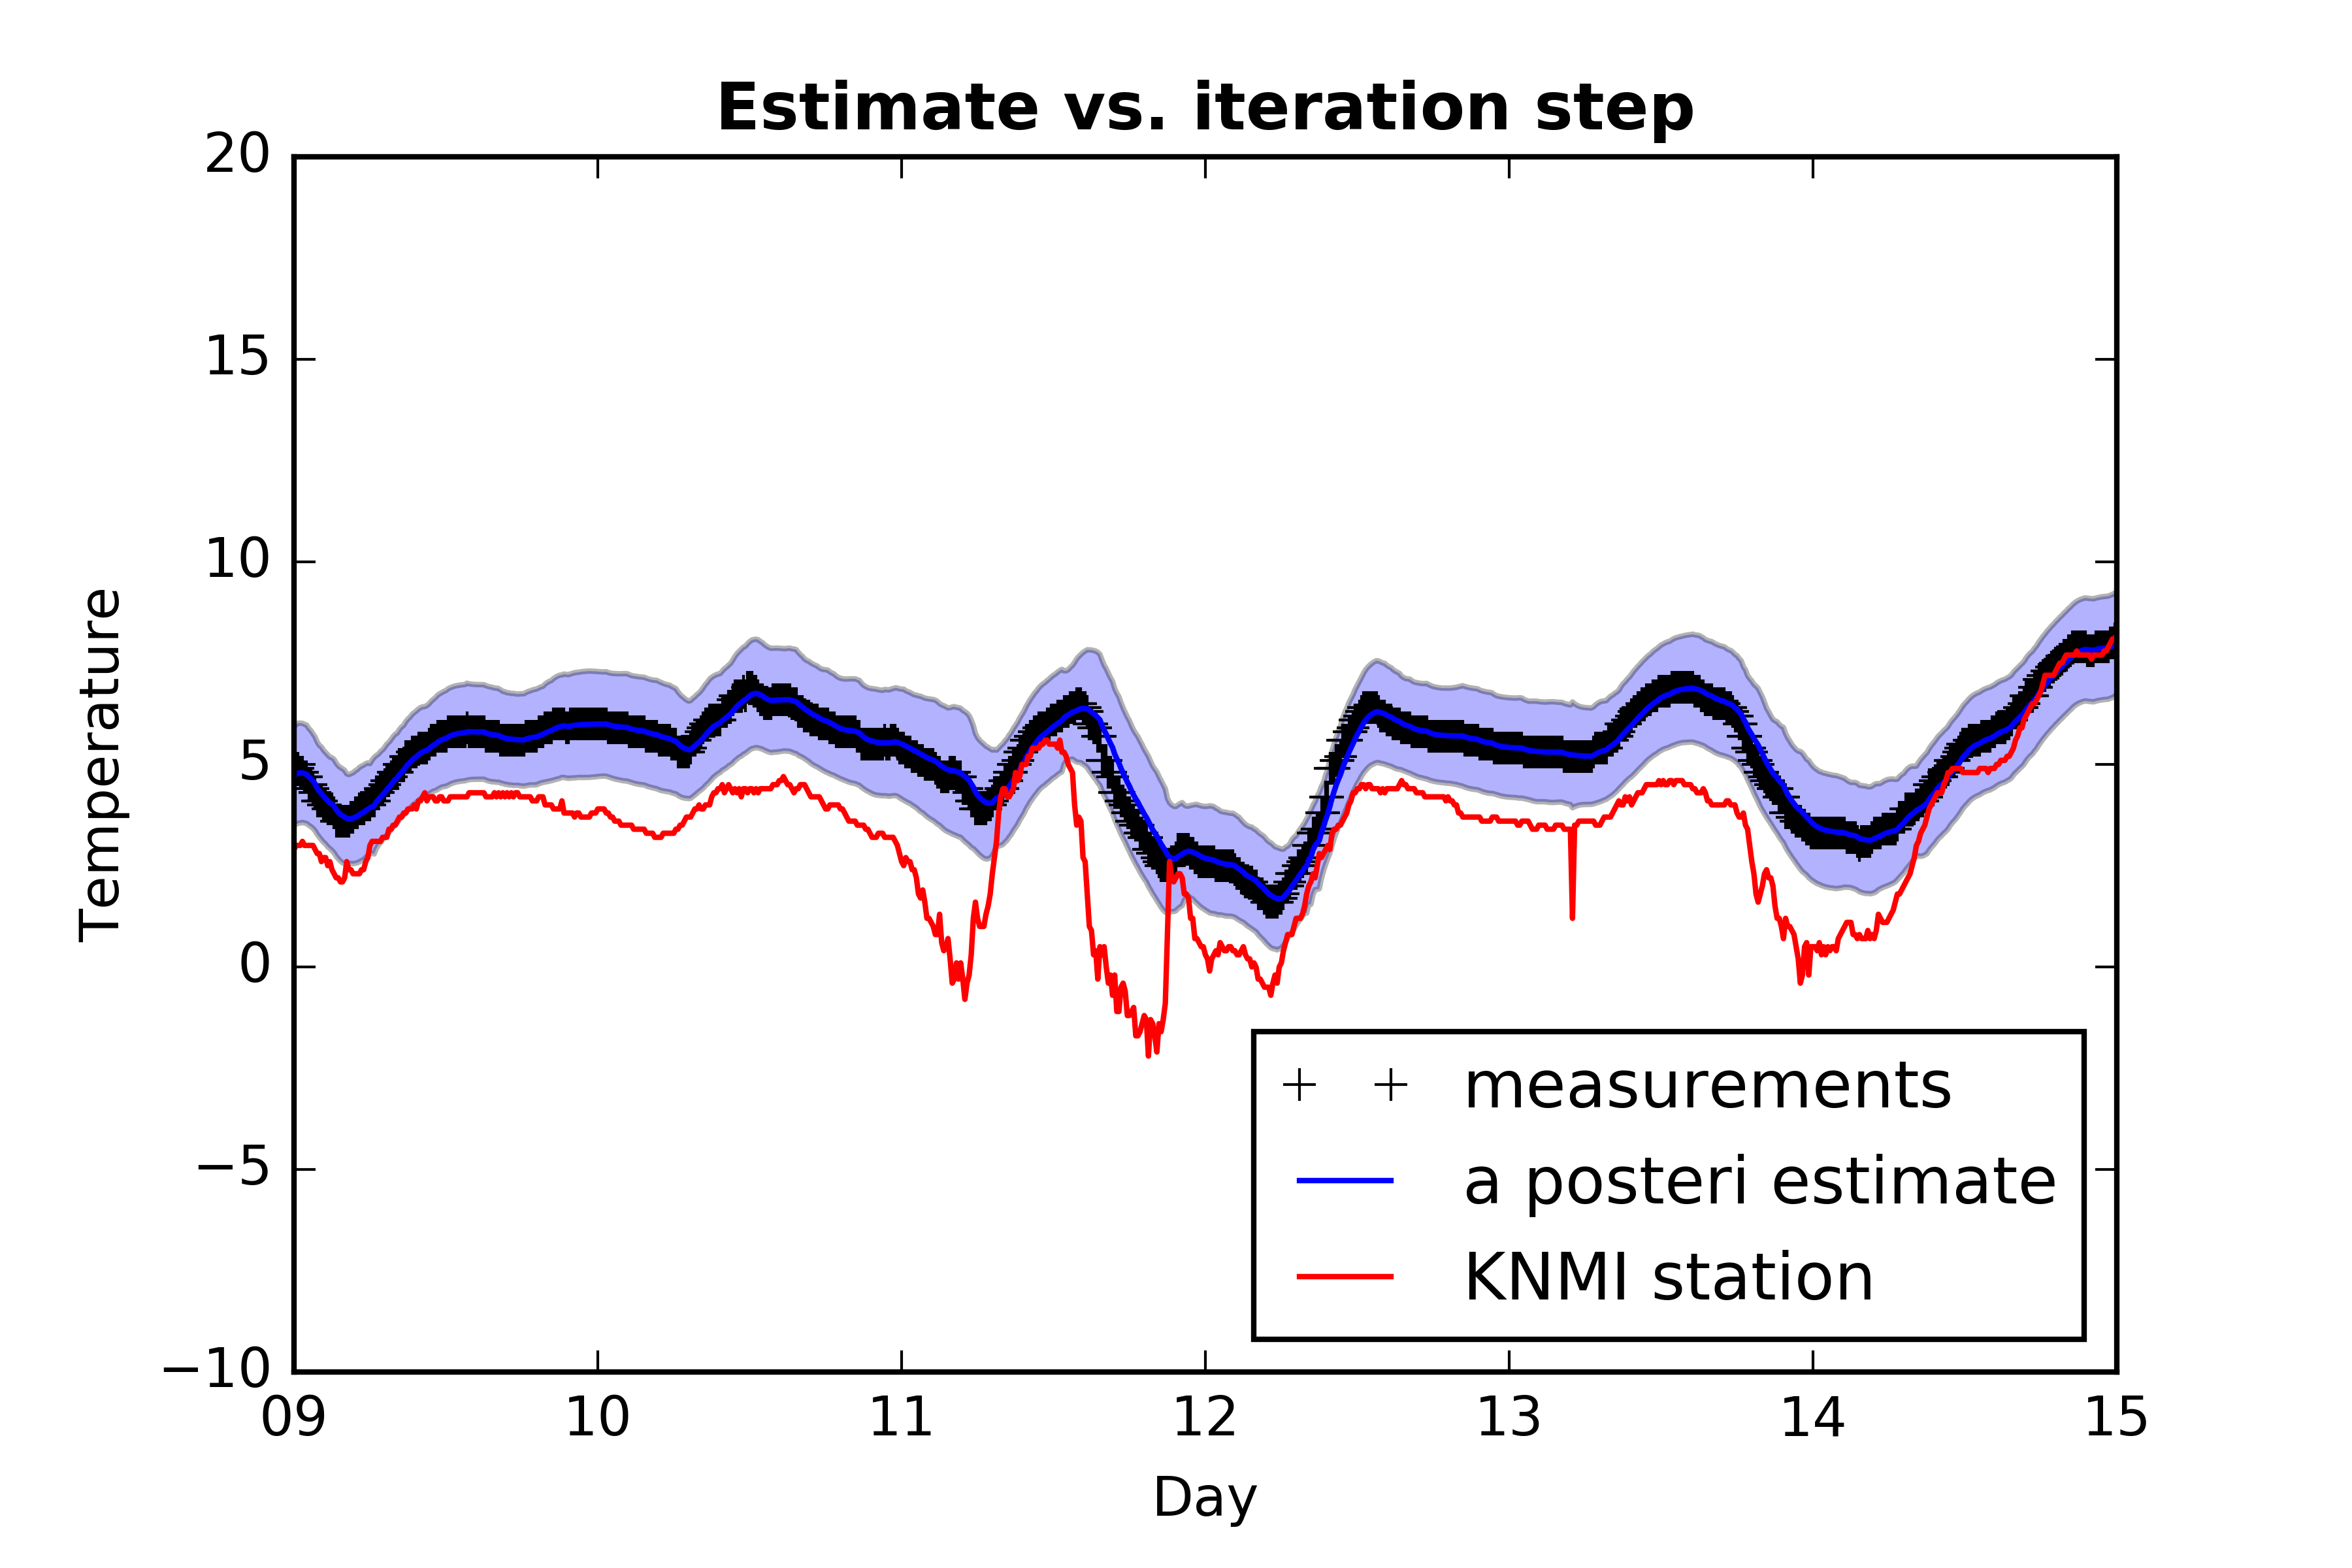 Estimate vs. iteration step
20
15
10
5
0
−5
−10
Temperature
09 10 11 12 13 14 15
Day
measurements
a posteri estimate
KNMI station